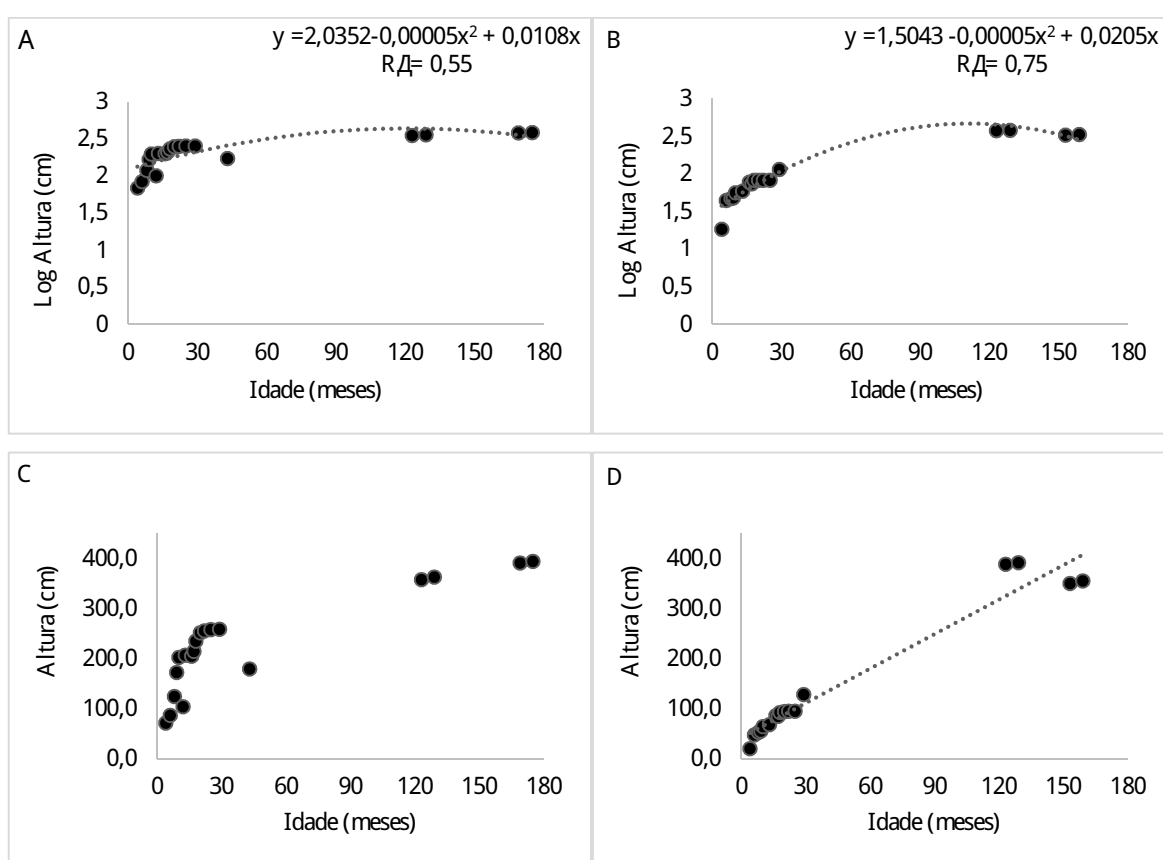 A
y =2,0352-0,00005x² + 0,0108x
RД= 0,55
3
2,5
2
1,5
1
0,5
0
Log Altura (cm)
0 30 60 90 120 150 180
Idade (meses)
B
y =1,5043 -0,00005x² + 0,0205x
RД= 0,75
3
2,5
2
1,5
1
0,5
0
Log Altura (cm)
0 30 60 90 120 150 180
Idade (meses)
C
400,0
300,0
200,0
100,0
0,0
Altura (cm)
0 30 60 90 120 150 180
Idade (meses)
D
400,0
300,0
200,0
100,0
0,0
Altura (cm)
0 30 60 90 120 150 180
Idade (meses)